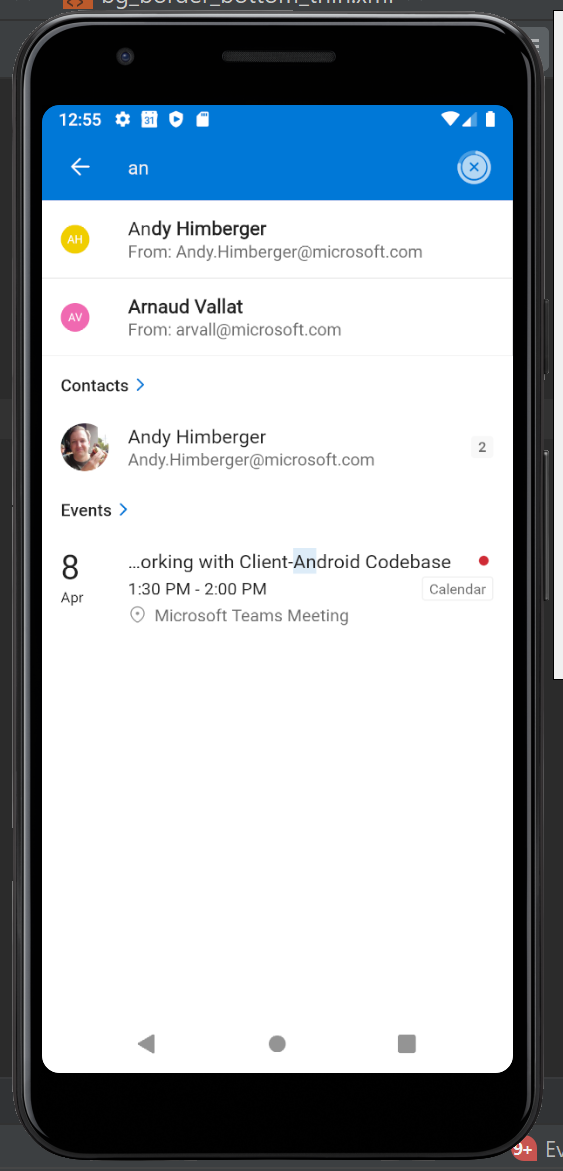 bg_border_bottom_thin.xml
12:55
31
an
AH
Andy Himberger
From: Andy.Himberger@microsoft.com
AV
Arnaud Vallat
From: arvall@microsoft.com
Contacts
Andy Himberger
Andy.Himberger@microsoft.com
2
Events
8
Apr
...orking with Client-Android Codebase
1:30 PM - 2:00 PM
Calendar
Microsoft Teams Meeting
9+